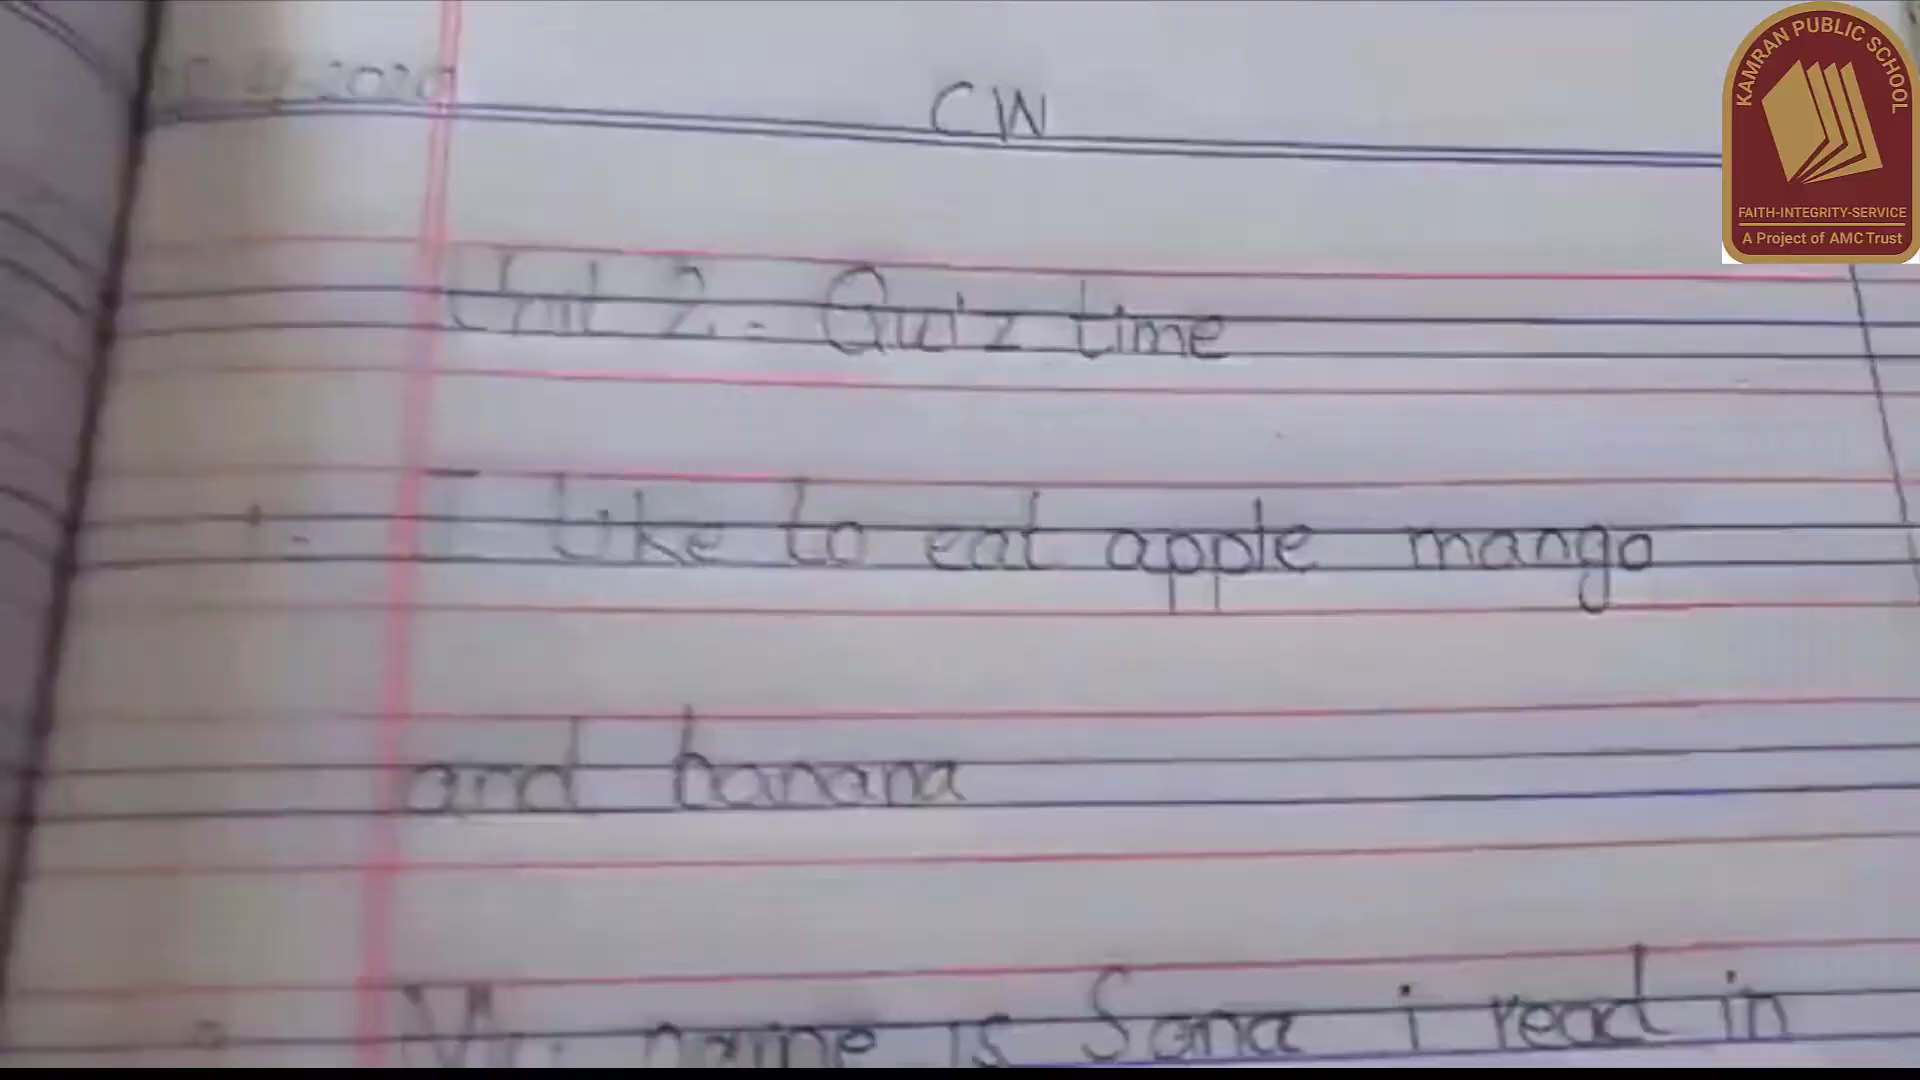 CW
KAMRAN PUBLIC SCHOOL
FAITH-INTEGRITY-SERVICE
A Project of AMC Trust
Unit 2. Quiz time
1. I like to eat apple mango
and banana
name is Sana i read in